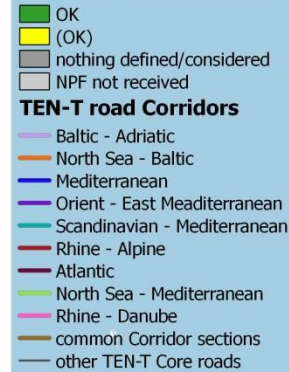 OK
(OK)
nothing defined/considered
NPF not received
TEN-T road Corridors
Baltic - Adriatic
North Sea - Baltic
Mediterranean
Orient - East Meaditerranean
Scandinavian - Mediterranean
Rhine - Alpine
Atlantic
North Sea - Mediterranean
Rhine - Danube
common Corridor sections
other TEN-T Core roads